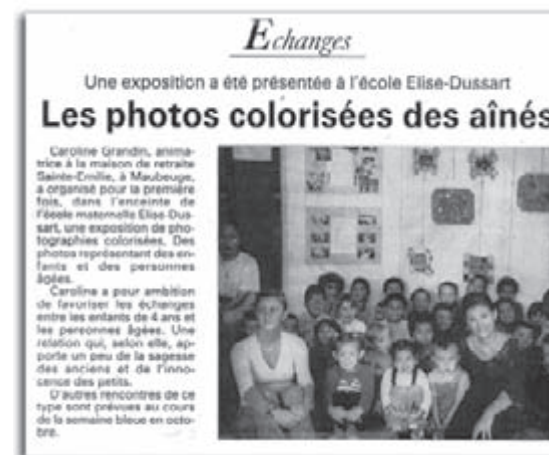 Echanges
Une exposition a été présentée à l'école Elise-Dussart
Les photos colorisées des aînés
Caroline Grandin, anima-
trice à la maison de retraite
Sainte-Emilie, à Maubeuge,
a organisé pour la première
fois, dans l'enceinte de
l'école maternelle Elise-Dus-
sart, une exposition de pho-
tographies colorisées. Des
photos représentant des en-
fants et des personnes
âgées.
Caroline a pour ambition
de favoriser les échanges
entre les enfants de 4 ans et
les personnes âgées. Une
relation qui, selon elle, ap-
porte un peu de la sagesse
des anciens et de l'inno-
cence des petits.
D'autres rencontres de ce
type sont prévues au cours
de la semaine bleue en octo-
bre.